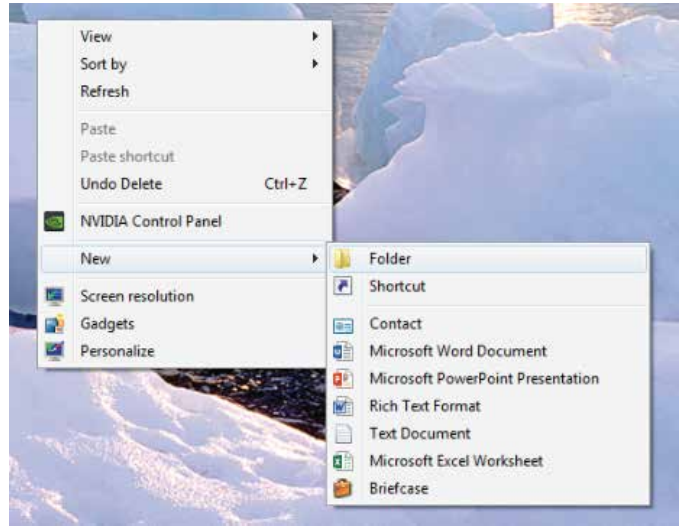 View
Sort by
Refresh
Paste
Paste shortcut
Undo Delete Ctrl+Z
NVIDIA Control Panel
New
Screen resolution
Gadgets
Personalize
Folder
Shortcut
Contact
Microsoft Word Document
Microsoft PowerPoint Presentation
Rich Text Format
Text Document
Microsoft Excel Worksheet
Briefcase